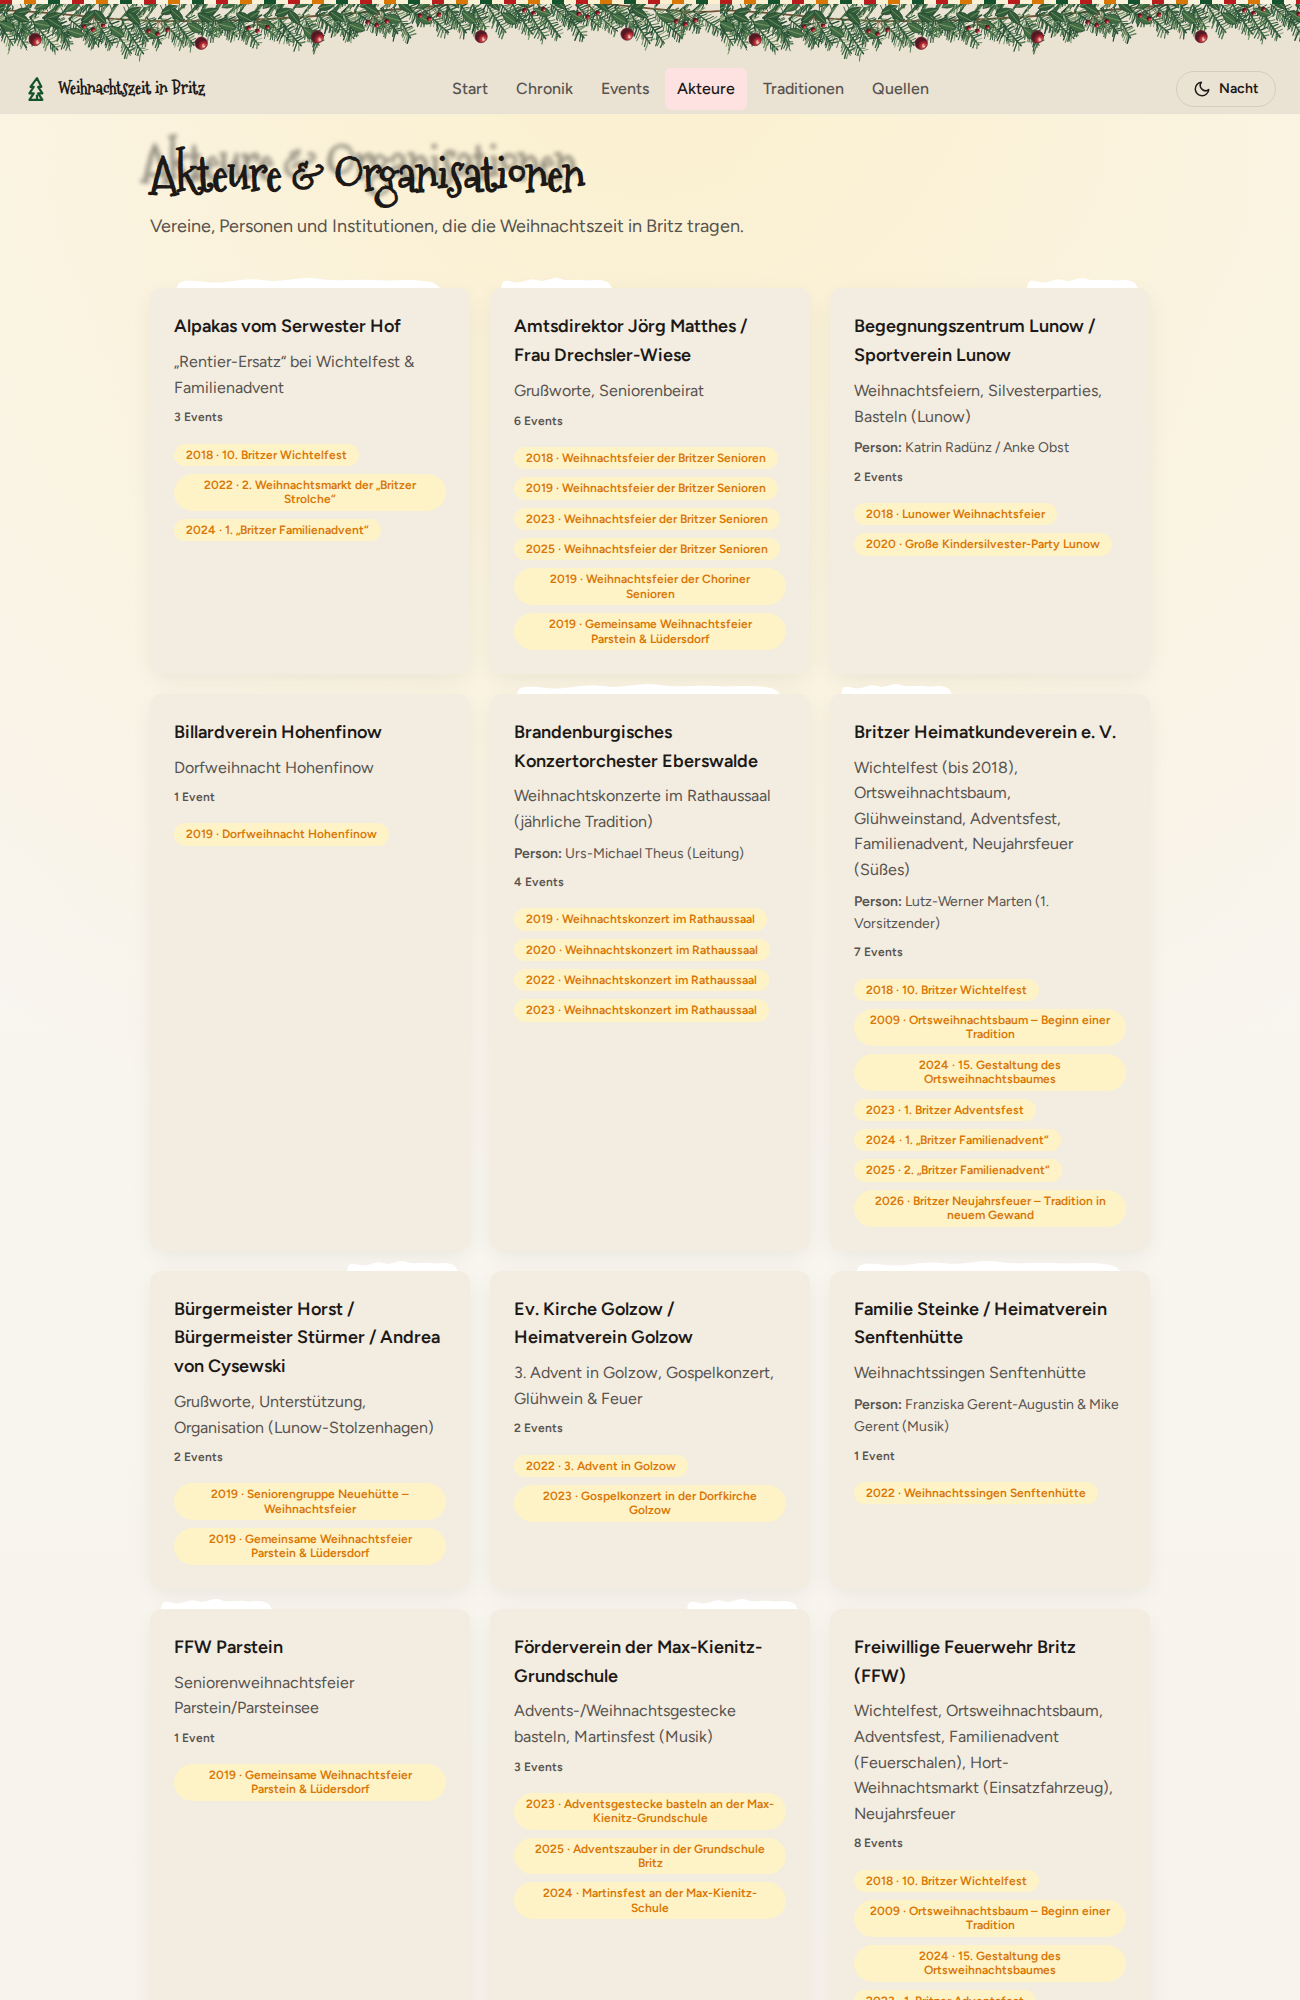 Weihnachtszeit in Britz
Start
Chronik
Events
Akteure
Traditionen
Quellen
Nacht
Akteure & Organisationen
Vereine, Personen und Institutionen, die die Weihnachtszeit in Britz tragen.
Alpakas vom Serwester Hof
„Rentier-Ersatz“ bei Wichtelfest &
Familienadvent
3 Events
2018 · 10. Britzer Wichtelfest
2022 · 2. Weihnachtsmarkt der „Britzer
Strolche“
2024 · 1. „Britzer Familienadvent“
Amtsdirektor Jörg Matthes /
Frau Drechsler-Wiese
Grußworte, Seniorenbeirat
6 Events
2018 · Weihnachtsfeier der Britzer Senioren
2019 · Weihnachtsfeier der Britzer Senioren
2023 · Weihnachtsfeier der Britzer Senioren
2025 · Weihnachtsfeier der Britzer Senioren
2019 · Weihnachtsfeier der Choriner
Senioren
2019 · Gemeinsame Weihnachtsfeier
Parstein & Lüdersdorf
Begegnungszentrum Lunow /
Sportverein Lunow
Weihnachtsfeiern, Silvesterparties,
Basteln (Lunow)
Person: Katrin Radünz / Anke Obst
2 Events
2018 · Lunower Weihnachtsfeier
2020 · Große Kindersilvester-Party Lunow
Billardverein Hohenfinow
Dorfweihnacht Hohenfinow
1 Event
2019 · Dorfweihnacht Hohenfinow
Brandenburgisches
Konzertorchester Eberswalde
Weihnachtskonzerte im Rathaussaal
(jährliche Tradition)
Person: Urs-Michael Theus (Leitung)
4 Events
2019 · Weihnachtskonzert im Rathaussaal
2020 · Weihnachtskonzert im Rathaussaal
2022 · Weihnachtskonzert im Rathaussaal
2023 · Weihnachtskonzert im Rathaussaal
Britzer Heimatkundeverein e. V.
Wichtelfest (bis 2018),
Ortsweihnachtsbaum,
Glühweinstand, Adventsfest,
Familienadvent, Neujahrsfeuer
(Süßes)
Person: Lutz-Werner Marten (1.
Vorsitzender)
7 Events
2018 · 10. Britzer Wichtelfest
2009 · Ortsweihnachtsbaum – Beginn einer
Tradition
2024 · 15. Gestaltung des
Ortsweihnachtsbaumes
2023 · 1. Britzer Adventsfest
2024 · 1. „Britzer Familienadvent“
2025 · 2. „Britzer Familienadvent“
2026 · Britzer Neujahrsfeuer – Tradition in
neuem Gewand
Bürgermeister Horst /
Bürgermeister Stürmer / Andrea
von Cysewski
Grußworte, Unterstützung,
Organisation (Lunow-Stolzenhagen)
2 Events
2019 · Seniorengruppe Neuehütte –
Weihnachtsfeier
2019 · Gemeinsame Weihnachtsfeier
Parstein & Lüdersdorf
Ev. Kirche Golzow /
Heimatverein Golzow
3. Advent in Golzow, Gospelkonzert,
Glühwein & Feuer
2 Events
2022 · 3. Advent in Golzow
2023 · Gospelkonzert in der Dorfkirche
Golzow
Familie Steinke / Heimatverein
Senftenhütte
Weihnachtssingen Senftenhütte
Person: Franziska Gerent-Augustin & Mike
Gerent (Musik)
1 Event
2022 · Weihnachtssingen Senftenhütte
FFW Parstein
Seniorenweihnachtsfeier
Parstein/Parsteinsee
1 Event
2019 · Gemeinsame Weihnachtsfeier
Parstein & Lüdersdorf
Förderverein der Max-Kienitz-
Grundschule
Advents-/Weihnachtsgestecke
basteln, Martinsfest (Musik)
3 Events
2023 · Adventsgestecke basteln an der Max-
Kienitz-Grundschule
2025 · Adventszauber in der Grundschule
Britz
2024 · Martinsfest an der Max-Kienitz-
Schule
Freiwillige Feuerwehr Britz
(FFW)
Wichtelfest, Ortsweihnachtsbaum,
Adventsfest, Familienadvent
(Feuerschalen), Hort-
Weihnachtsmarkt (Einsatzfahrzeug),
Neujahrsfeuer
8 Events
2018 · 10. Britzer Wichtelfest
2009 · Ortsweihnachtsbaum – Beginn einer
Tradition
2024 · 15. Gestaltung des
Ortsweihnachtsbaumes
2023 · 1. Britzer Adventsfest